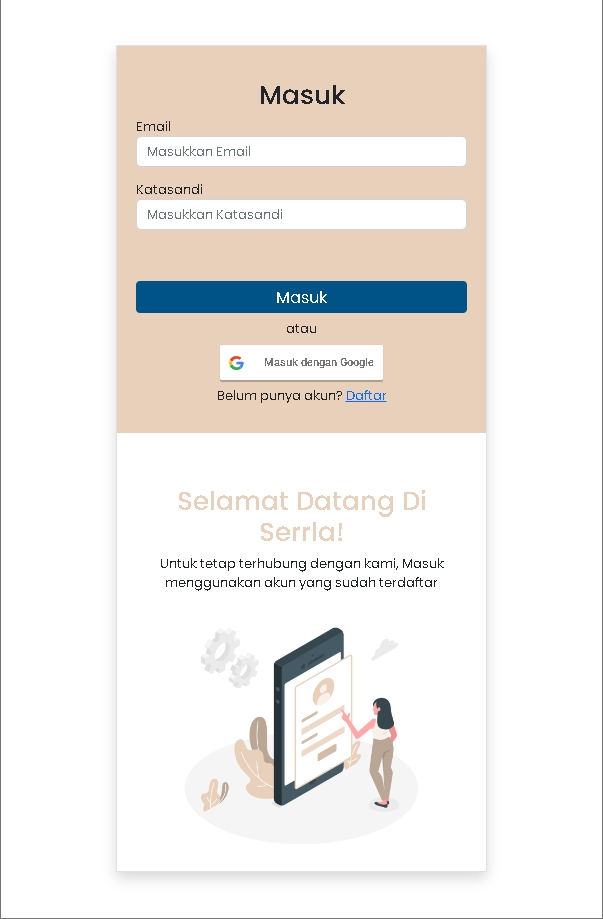 Masuk
Email
Masukkan Email
Katasandi
Masukkan Katasandi
Masuk
atau
Masuk dengan Google
Belum punya akun? Daftar
Selamat Datang Di
Serrla!
Untuk tetap terhubung dengan kami, Masuk
menggunakan akun yang sudah terdaftar